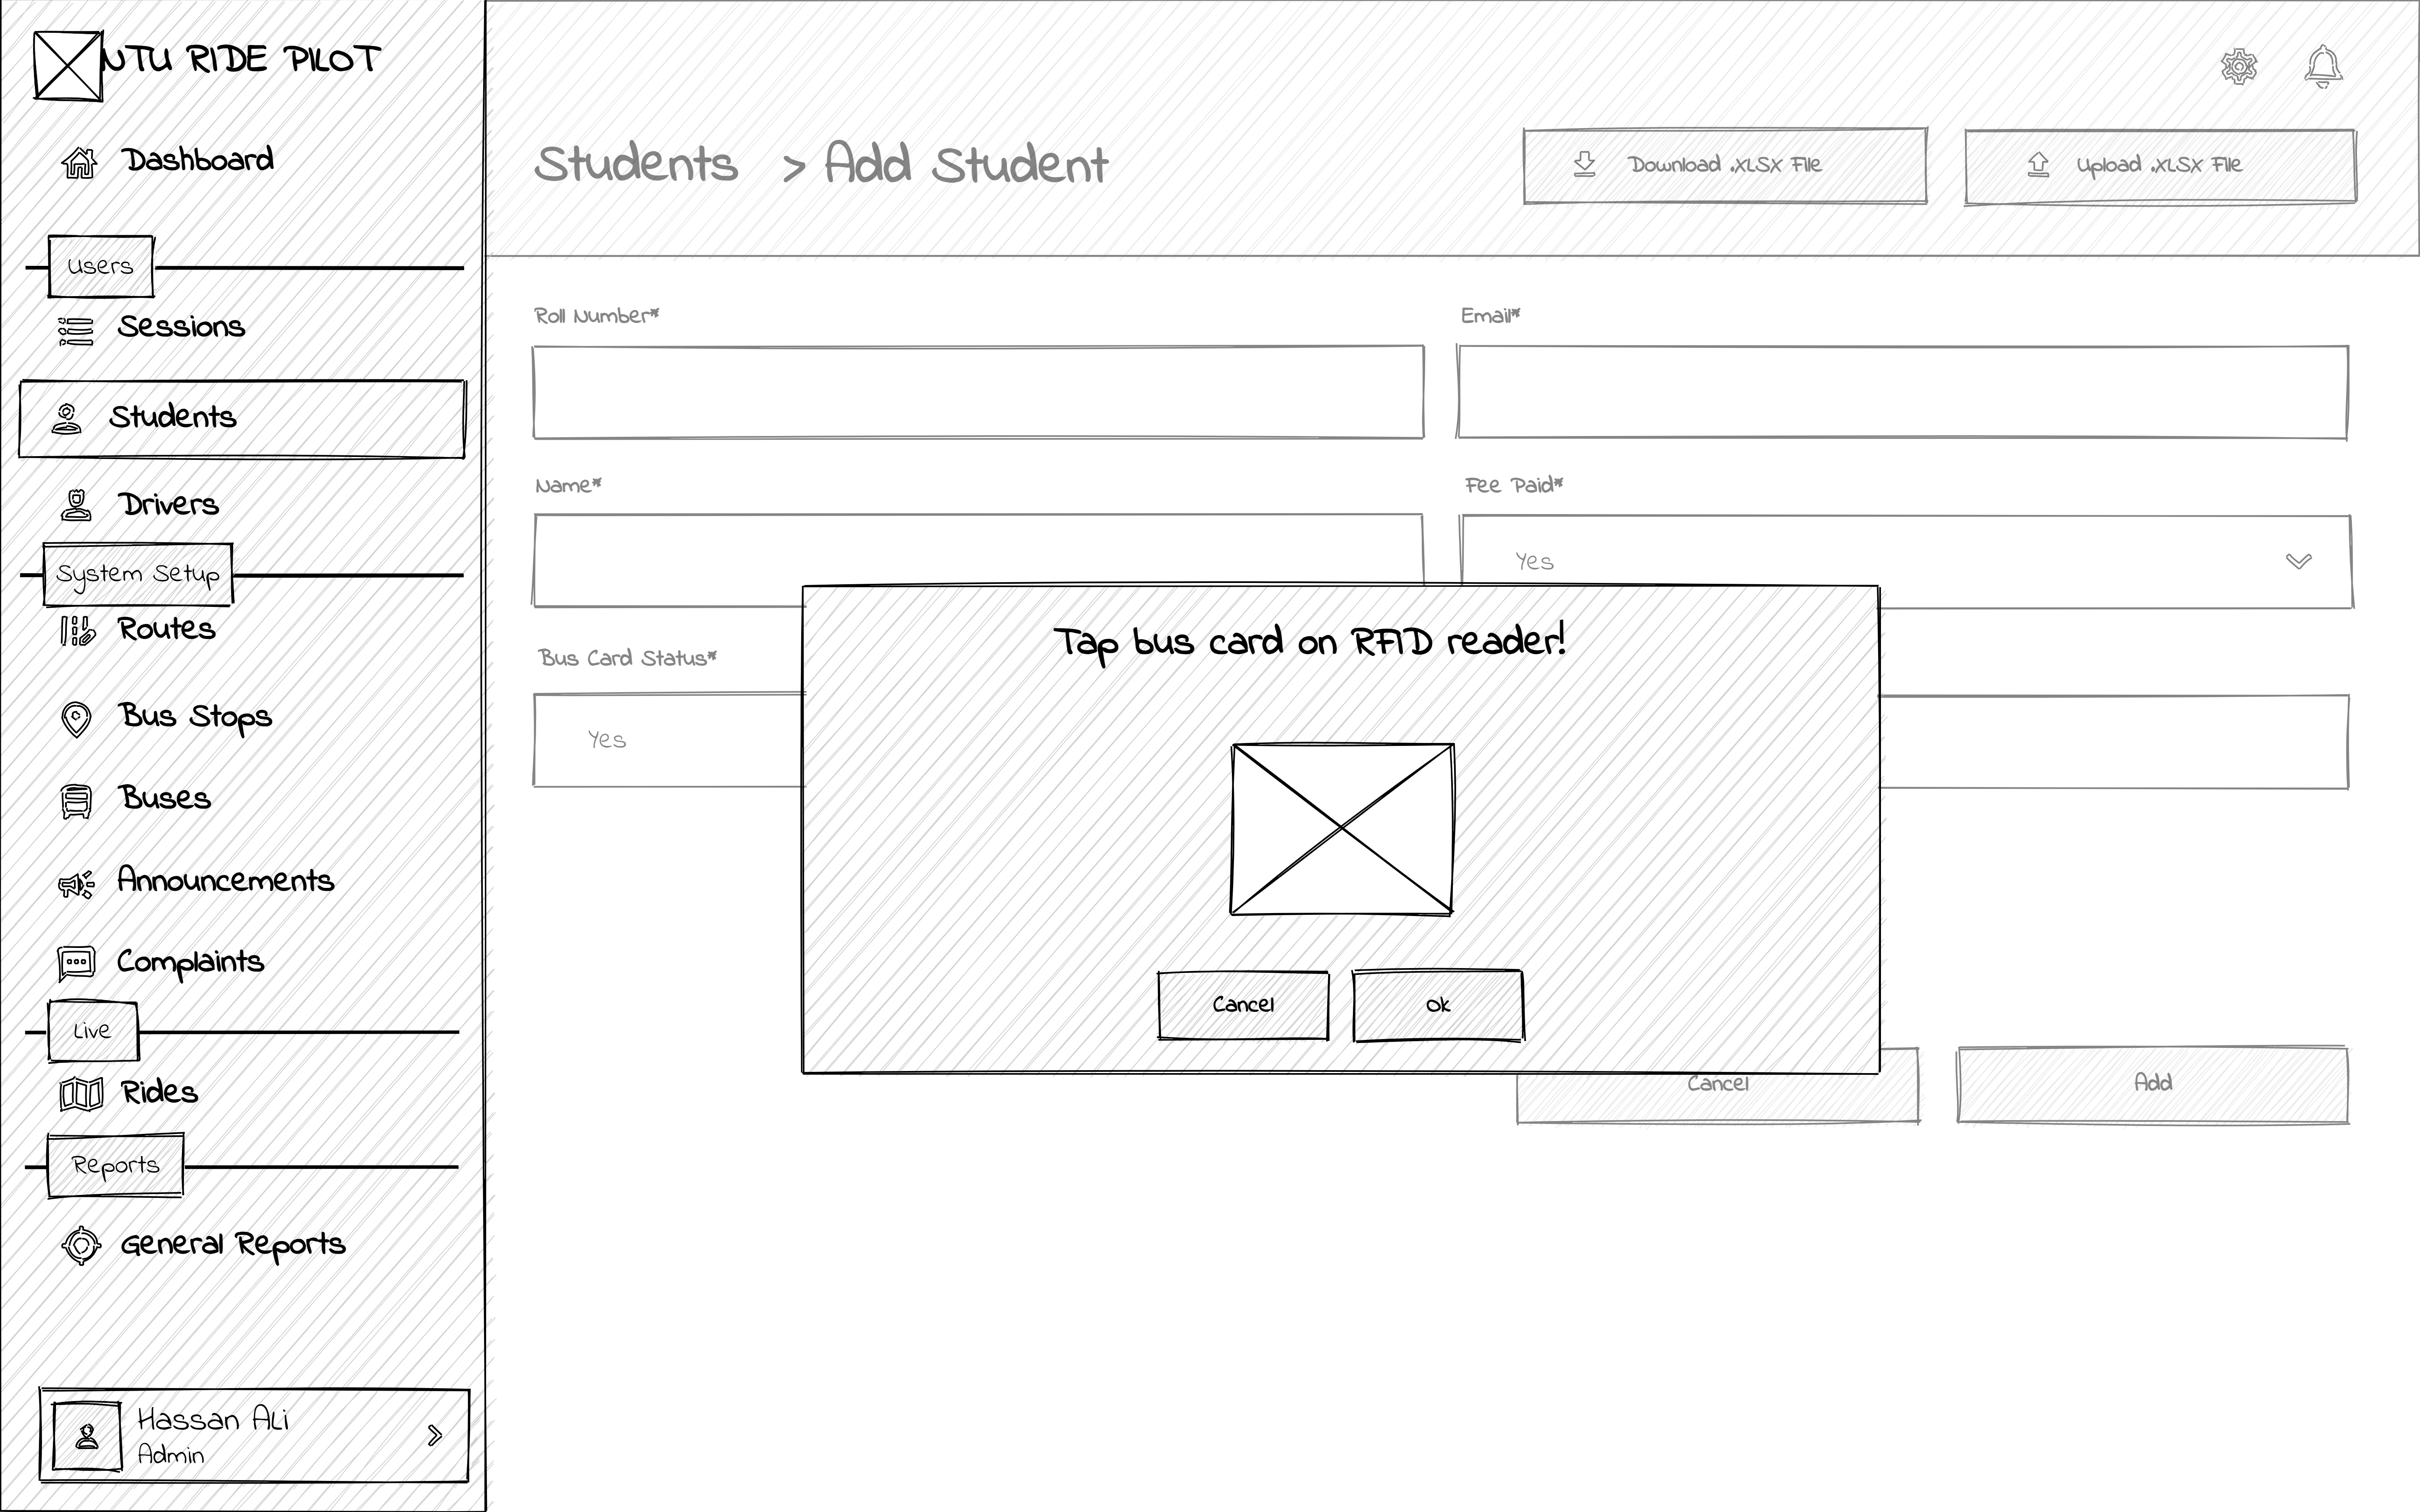 NTU RIDE PILOT
Dashboard
Users
Sessions
Students
Drivers
System Setup
Routes
Bus Stops
Buses
Announcements
Complaints
Live
Rides
Reports
General Reports
Hassan Ali
Admin
Students > Add Student
Download .XLSX File
Upload .XLSX File
Roll Number*
Email*
Name*
Fee Paid*
Yes
Bus Card Status*
Yes
Tap bus card on RFID reader!
Cancel
Ok
Cancel
Add